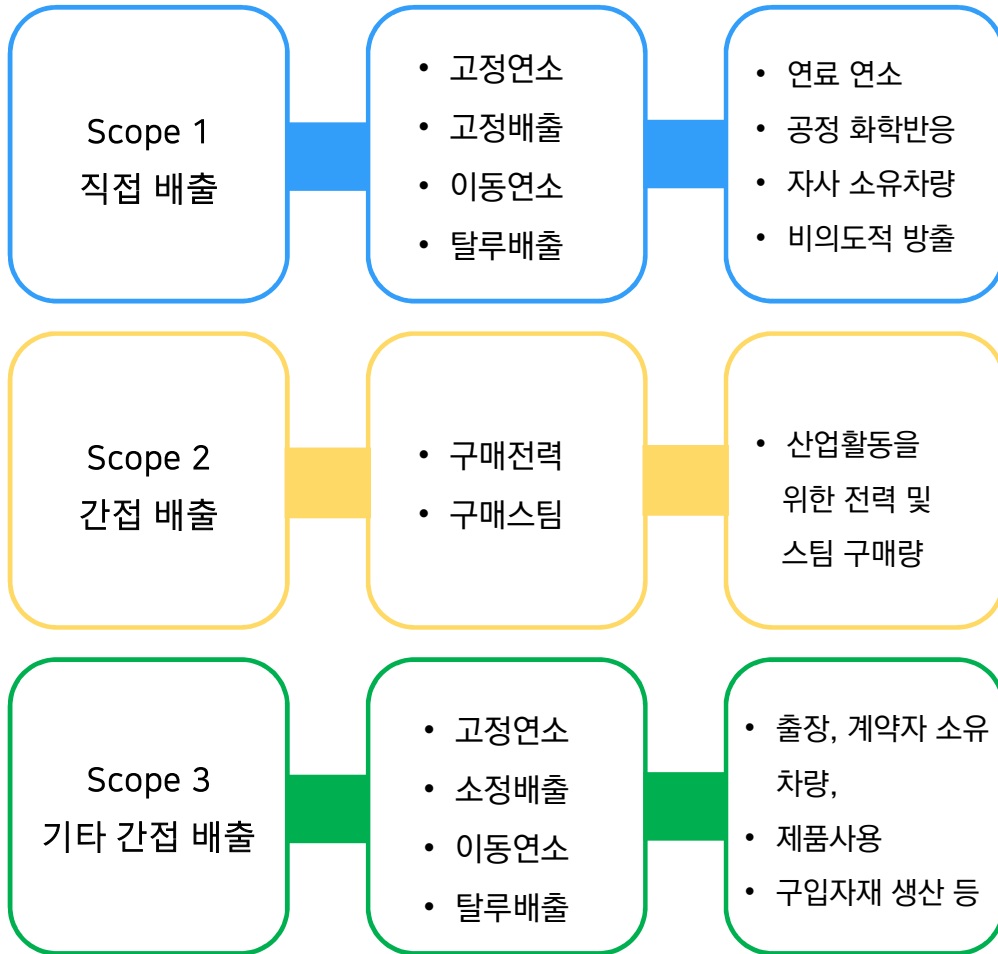 Scope 1
직접 배출
• 고정연소
• 고정배출
• 이동연소
• 탈루배출
• 연료 연소
• 공정 화학반응
• 자사 소유차량
• 비의도적 방출
Scope 2
간접 배출
• 구매전력
• 구매스팀
• 산업활동을
위한 전력 및
스팀 구매량
Scope 3
기타 간접 배출
• 고정연소
• 소정배출
• 이동연소
• 탈루배출
• 출장, 계약자 소유
차량,
• 제품사용
• 구입자재 생산 등